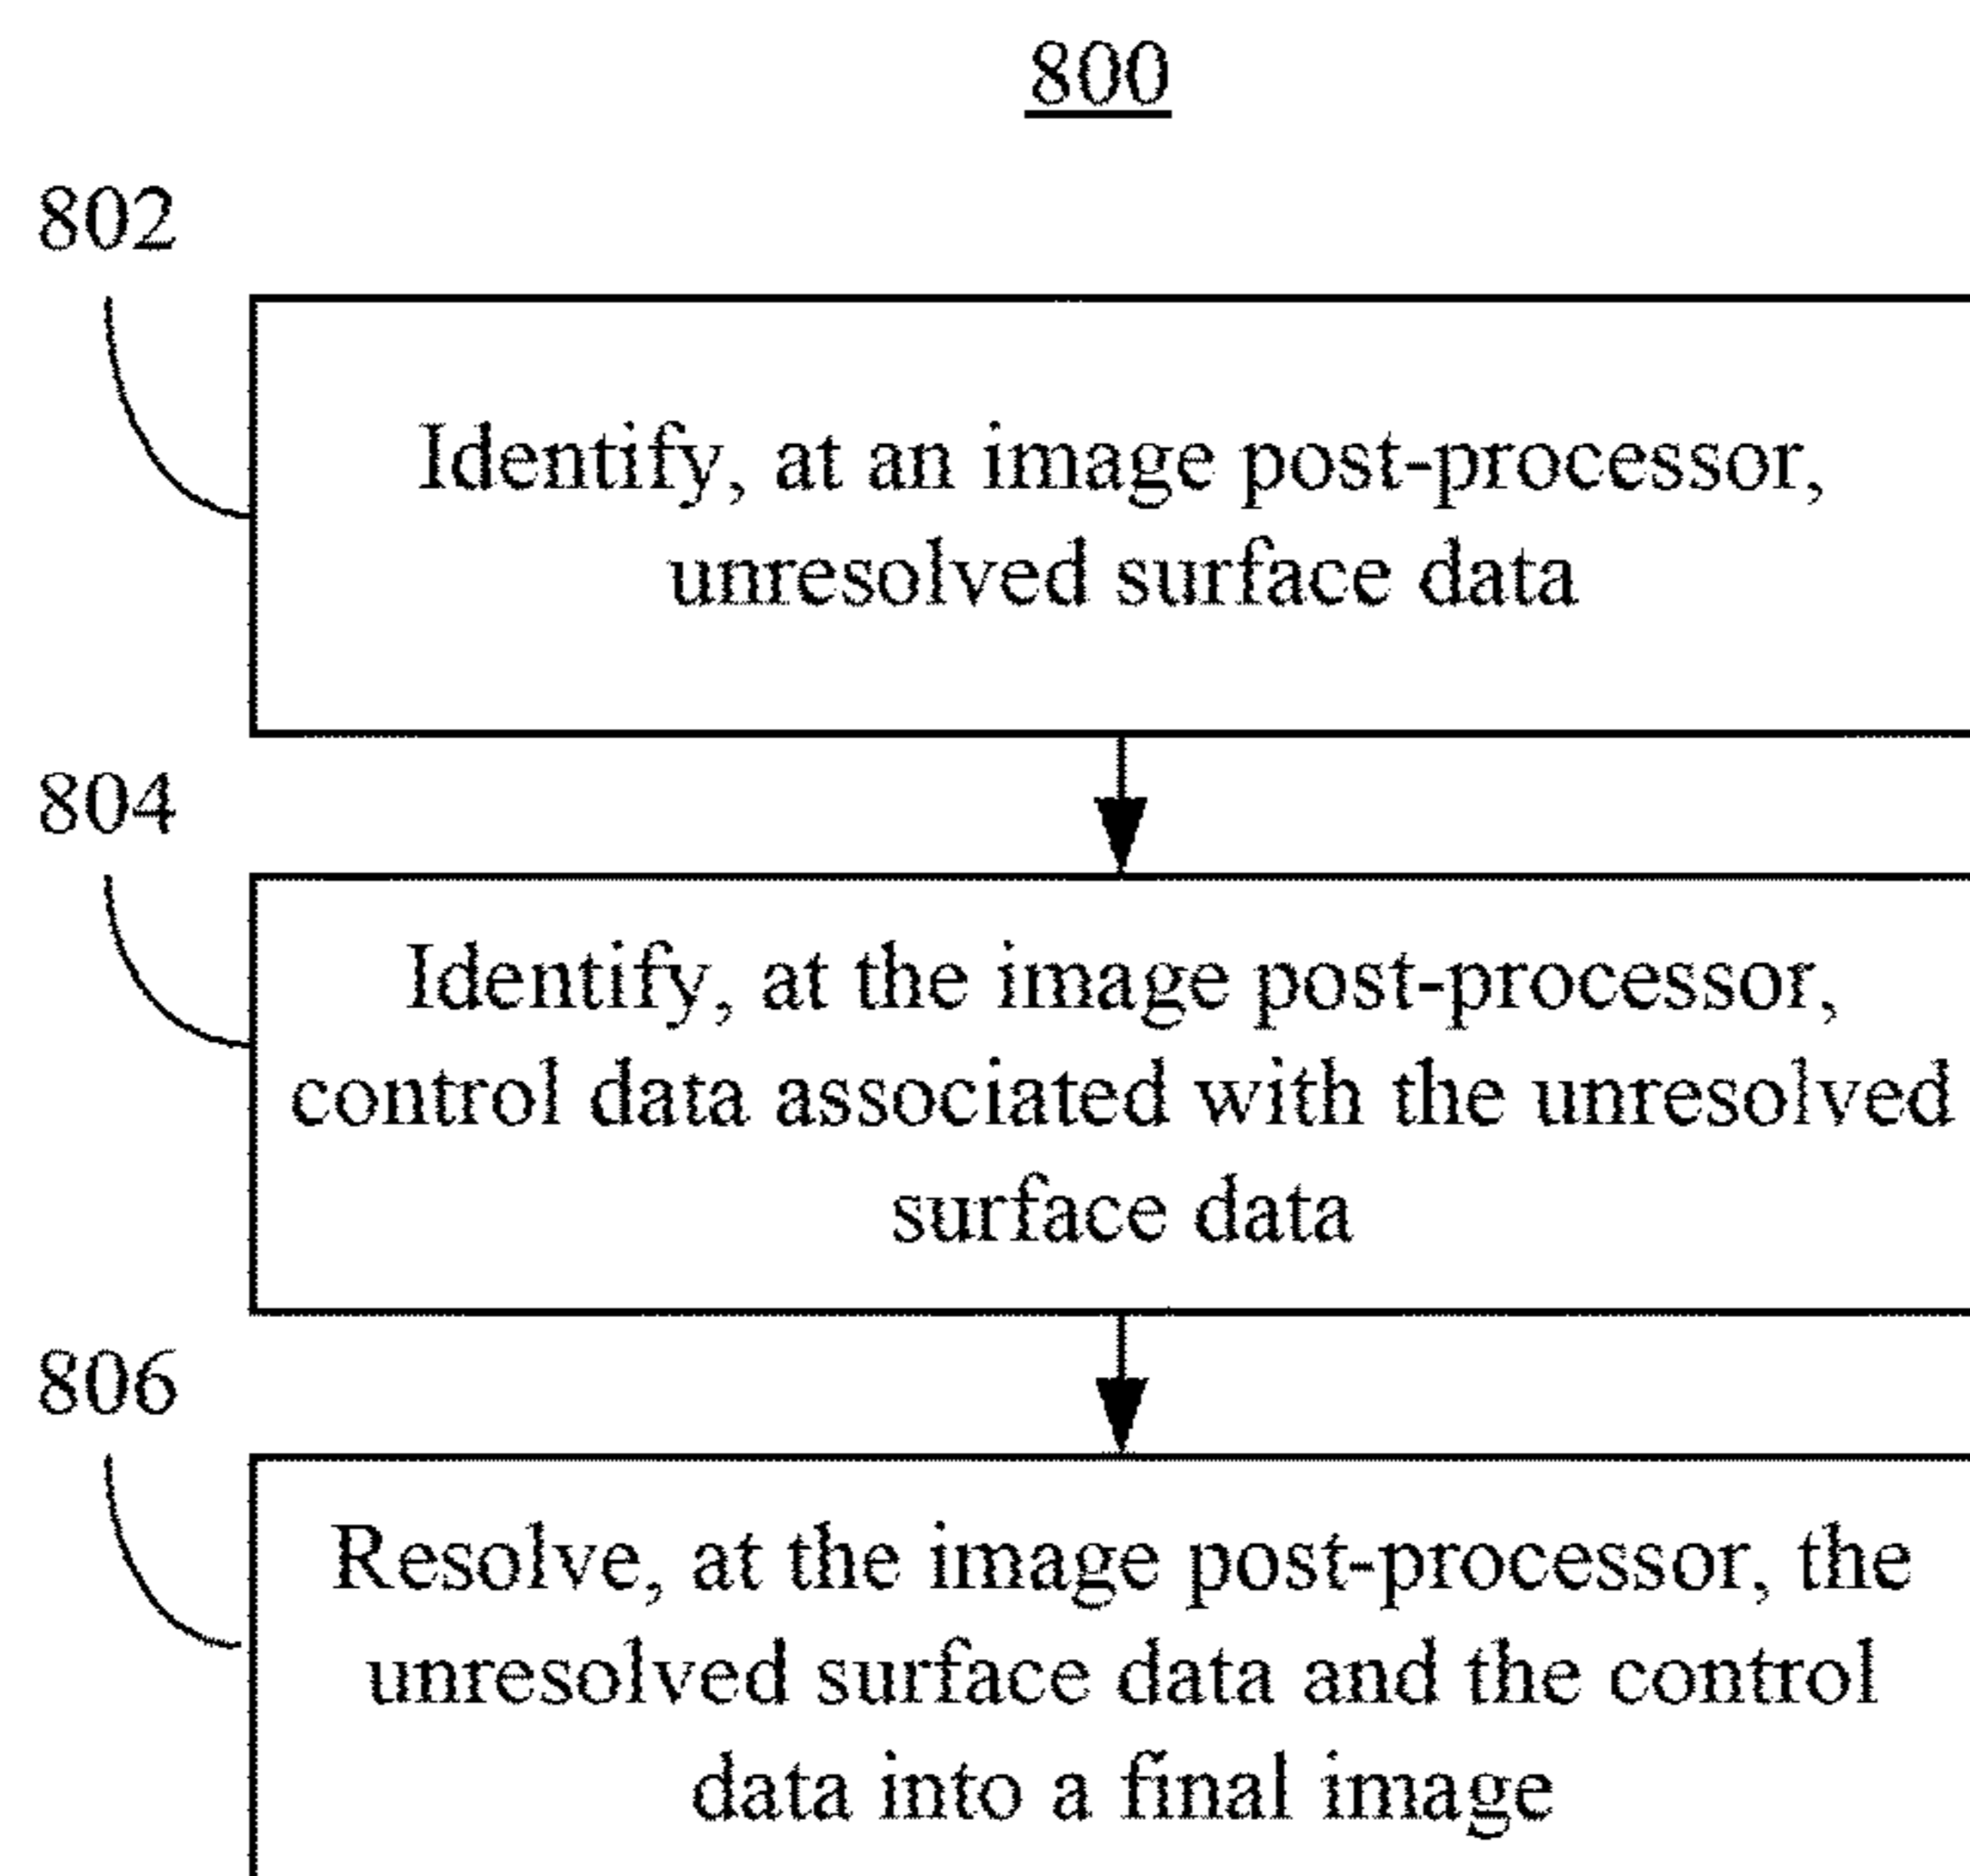 800
802
Identify, at an image post-processor,
unresolved surface data
804
Identify, at the image post-processor,
control data associated with the unresolved
surface data
806
Resolve, at the image post-processor, the
unresolved surface data and the control
data into a final image